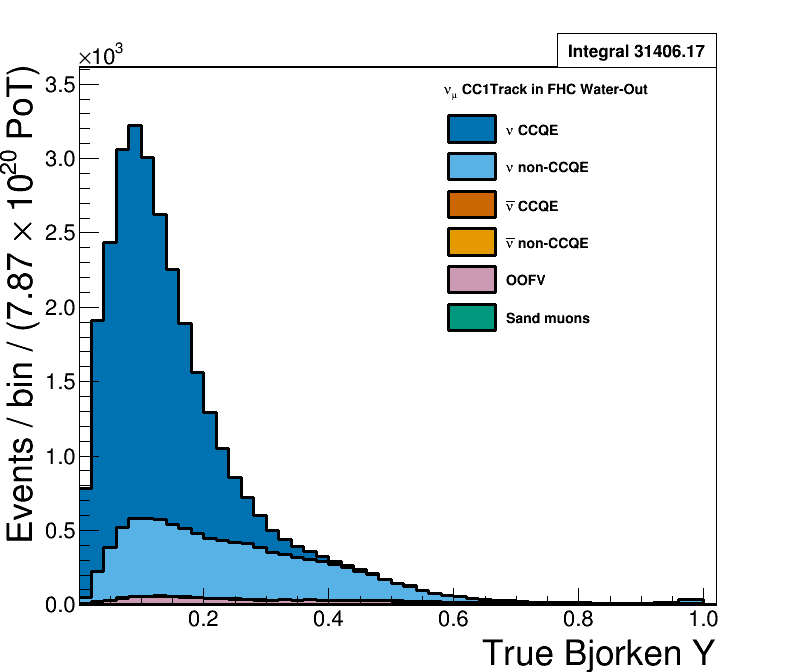 Integral 31406.17
×10³
ν_μ CC1Track in FHC Water-Out
ν CCQE
ν non-CCQE
ν̅ CCQE
ν̅ non-CCQE
OOFV
Sand muons
Events / bin / (7.87 × 10²⁰ PoT)
3.5
3.0
2.5
2.0
1.5
1.0
0.5
0.0
0.2 0.4 0.6 0.8 1.0
True Bjorken Y